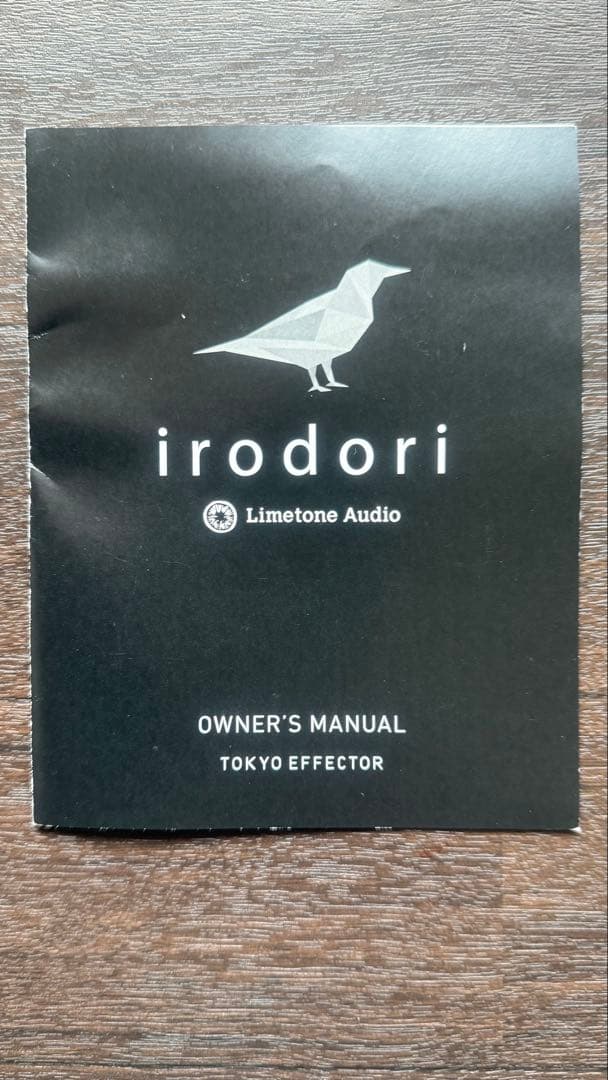 irodori
Limetone Audio
OWNER'S MANUAL
TOKYO EFFECTOR